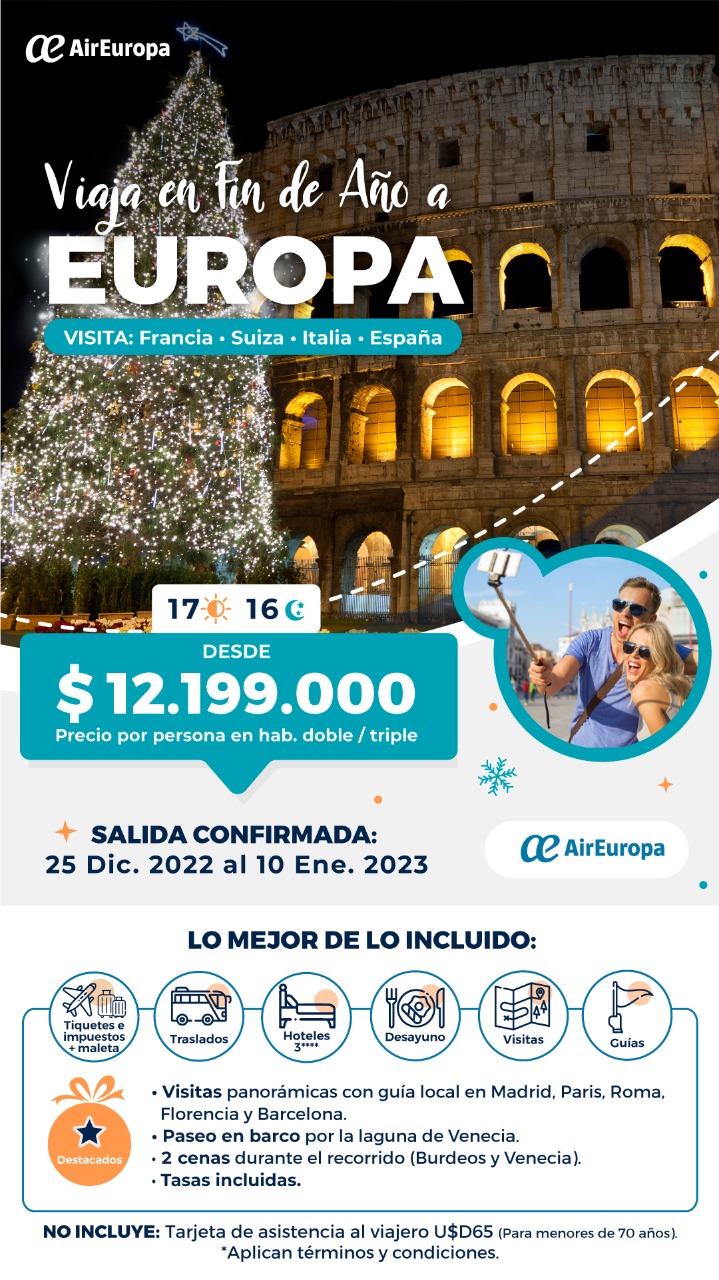 AirEuropa
Viaja en Fin de Año a
EUROPA
VISITA: Francia • Suiza • Italia • España
17 16
DESDE
$ 12.199.000
Precio por persona en hab. doble / triple
SALIDA CONFIRMADA:
25 Dic. 2022 al 10 Ene. 2023
AirEuropa
LO MEJOR DE LO INCLUIDO:
Tiquetes e
impuestos
+ maleta
Traslados
Hoteles
3****
Desayuno
Visitas
Guías
Destacados
• Visitas panorámicas con guía local en Madrid, Paris, Roma,
Florencia y Barcelona.
• Paseo en barco por la laguna de Venecia.
• 2 cenas durante el recorrido (Burdeos y Venecia).
• Tasas incluidas.
NO INCLUYE: Tarjeta de asistencia al viajero U$D65 (Para menores de 70 años).
*Aplican términos y condiciones.